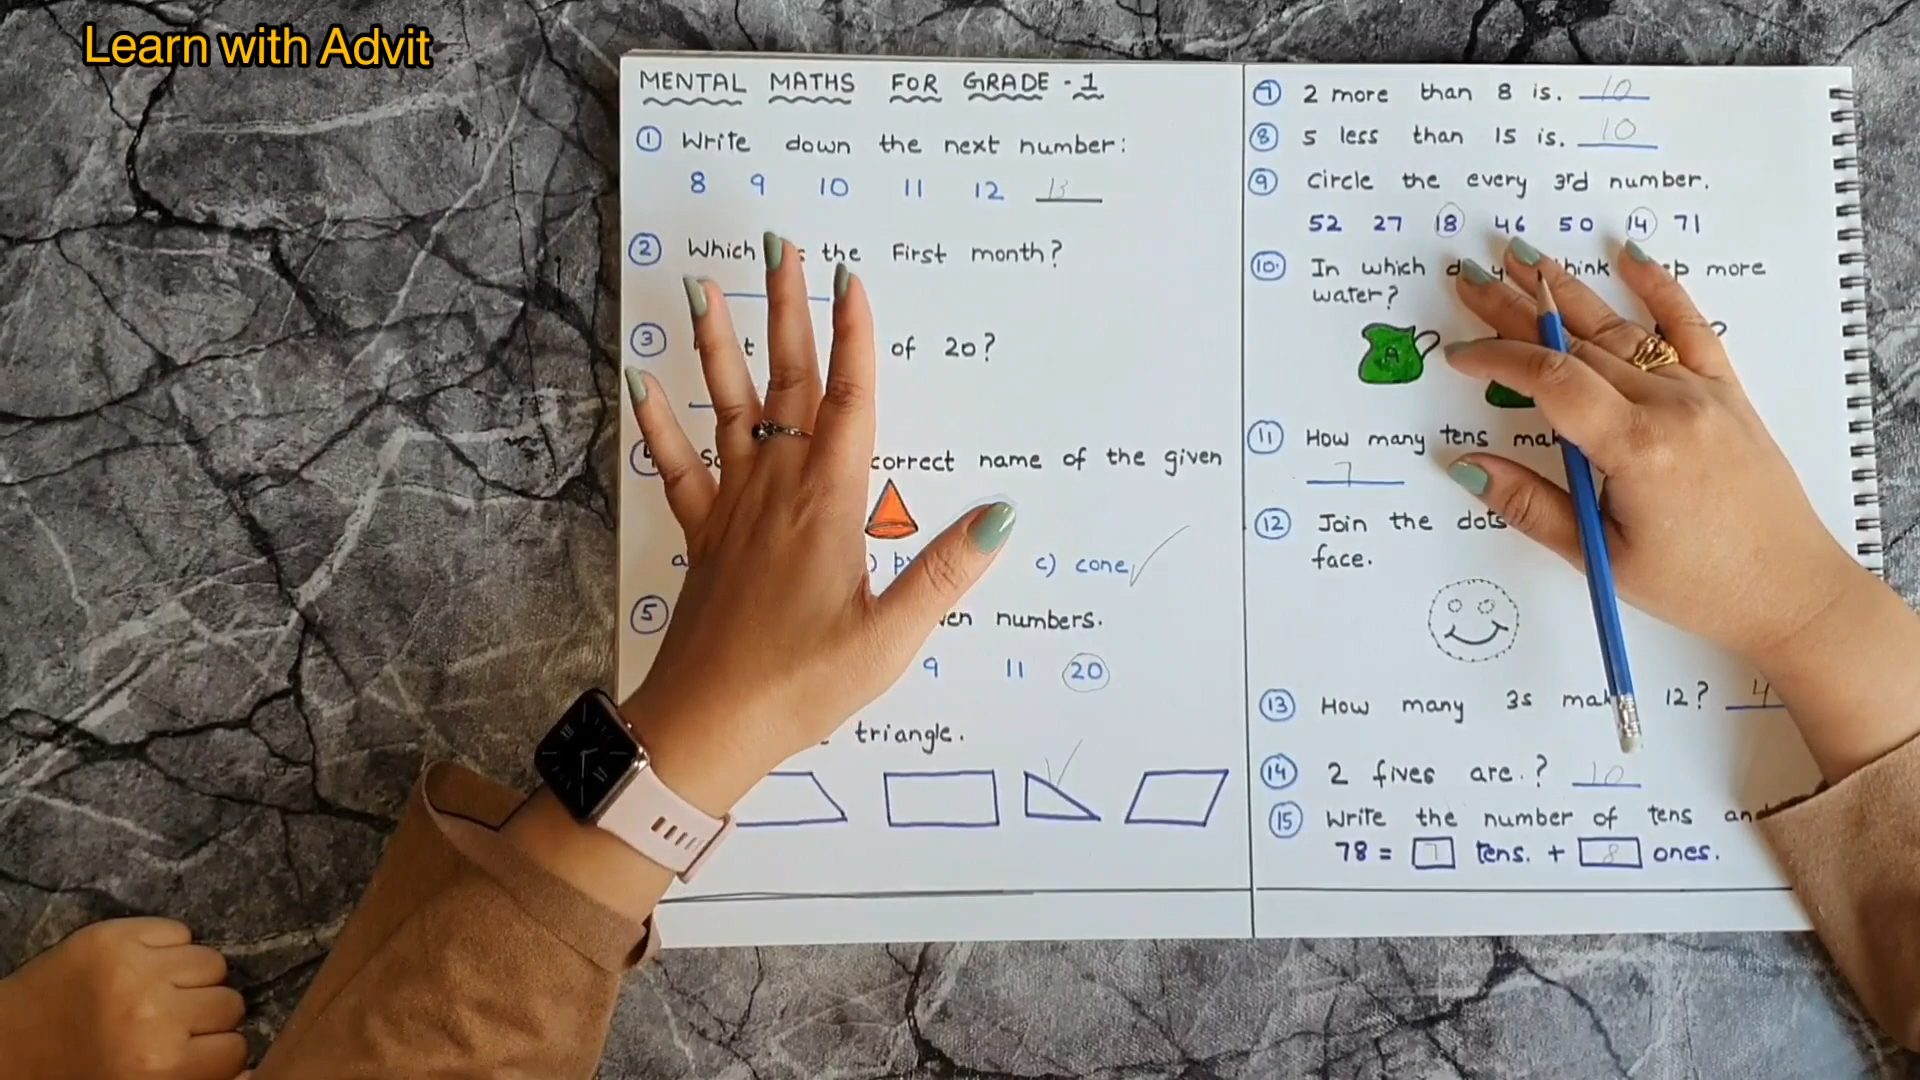 Learn with Advit
MENTAL MATHS FOR GRADE - 1
1 Write down the next number:
8 9 10 11 12 13
2 Which the First month?
3 of 20?
4 correct name of the given
c) cone
5 numbers.
9 11 20
triangle.
7 2 more than 8 is. 10
8 5 less than 15 is. 10
9 Circle the every 3rd number.
52 27 18 46 50 14 71
10. In which more
water?
A
11 How many tens
7
12 Join the dots
face.
13 How many 3s 12? 4
14 2 fives are.? 10
15 Write the number of tens
78 = 7 tens. + 8 ones.